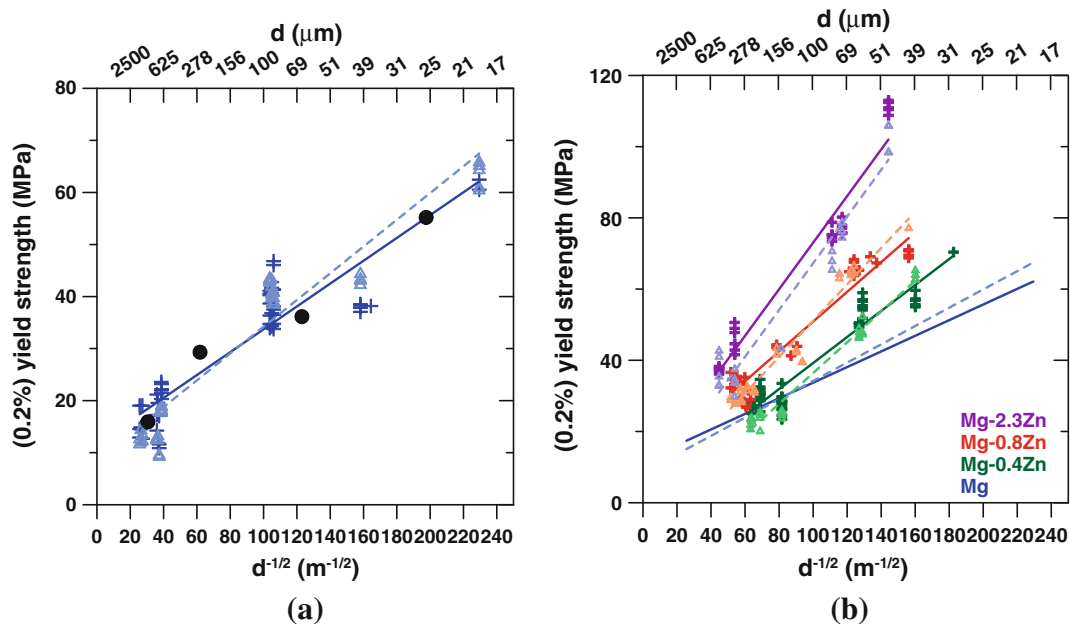 d (μm)
2500 625 278 156 100 69 51 39 31 25 21 17
80
60
40
20
0
(0.2%) yield strength (MPa)
0 20 40 60 80 100 120 140 160 180 200 220 240
d-1/2 (m-1/2)
(a)
d (μm)
2500 625 278 156 100 69 51 39 31 25 21 17
120
80
40
0
(0.2%) yield strength (MPa)
Mg-2.3Zn
Mg-0.8Zn
Mg-0.4Zn
Mg
0 20 40 60 80 100 120 140 160 180 200 220 240
d-1/2 (m-1/2)
(b)